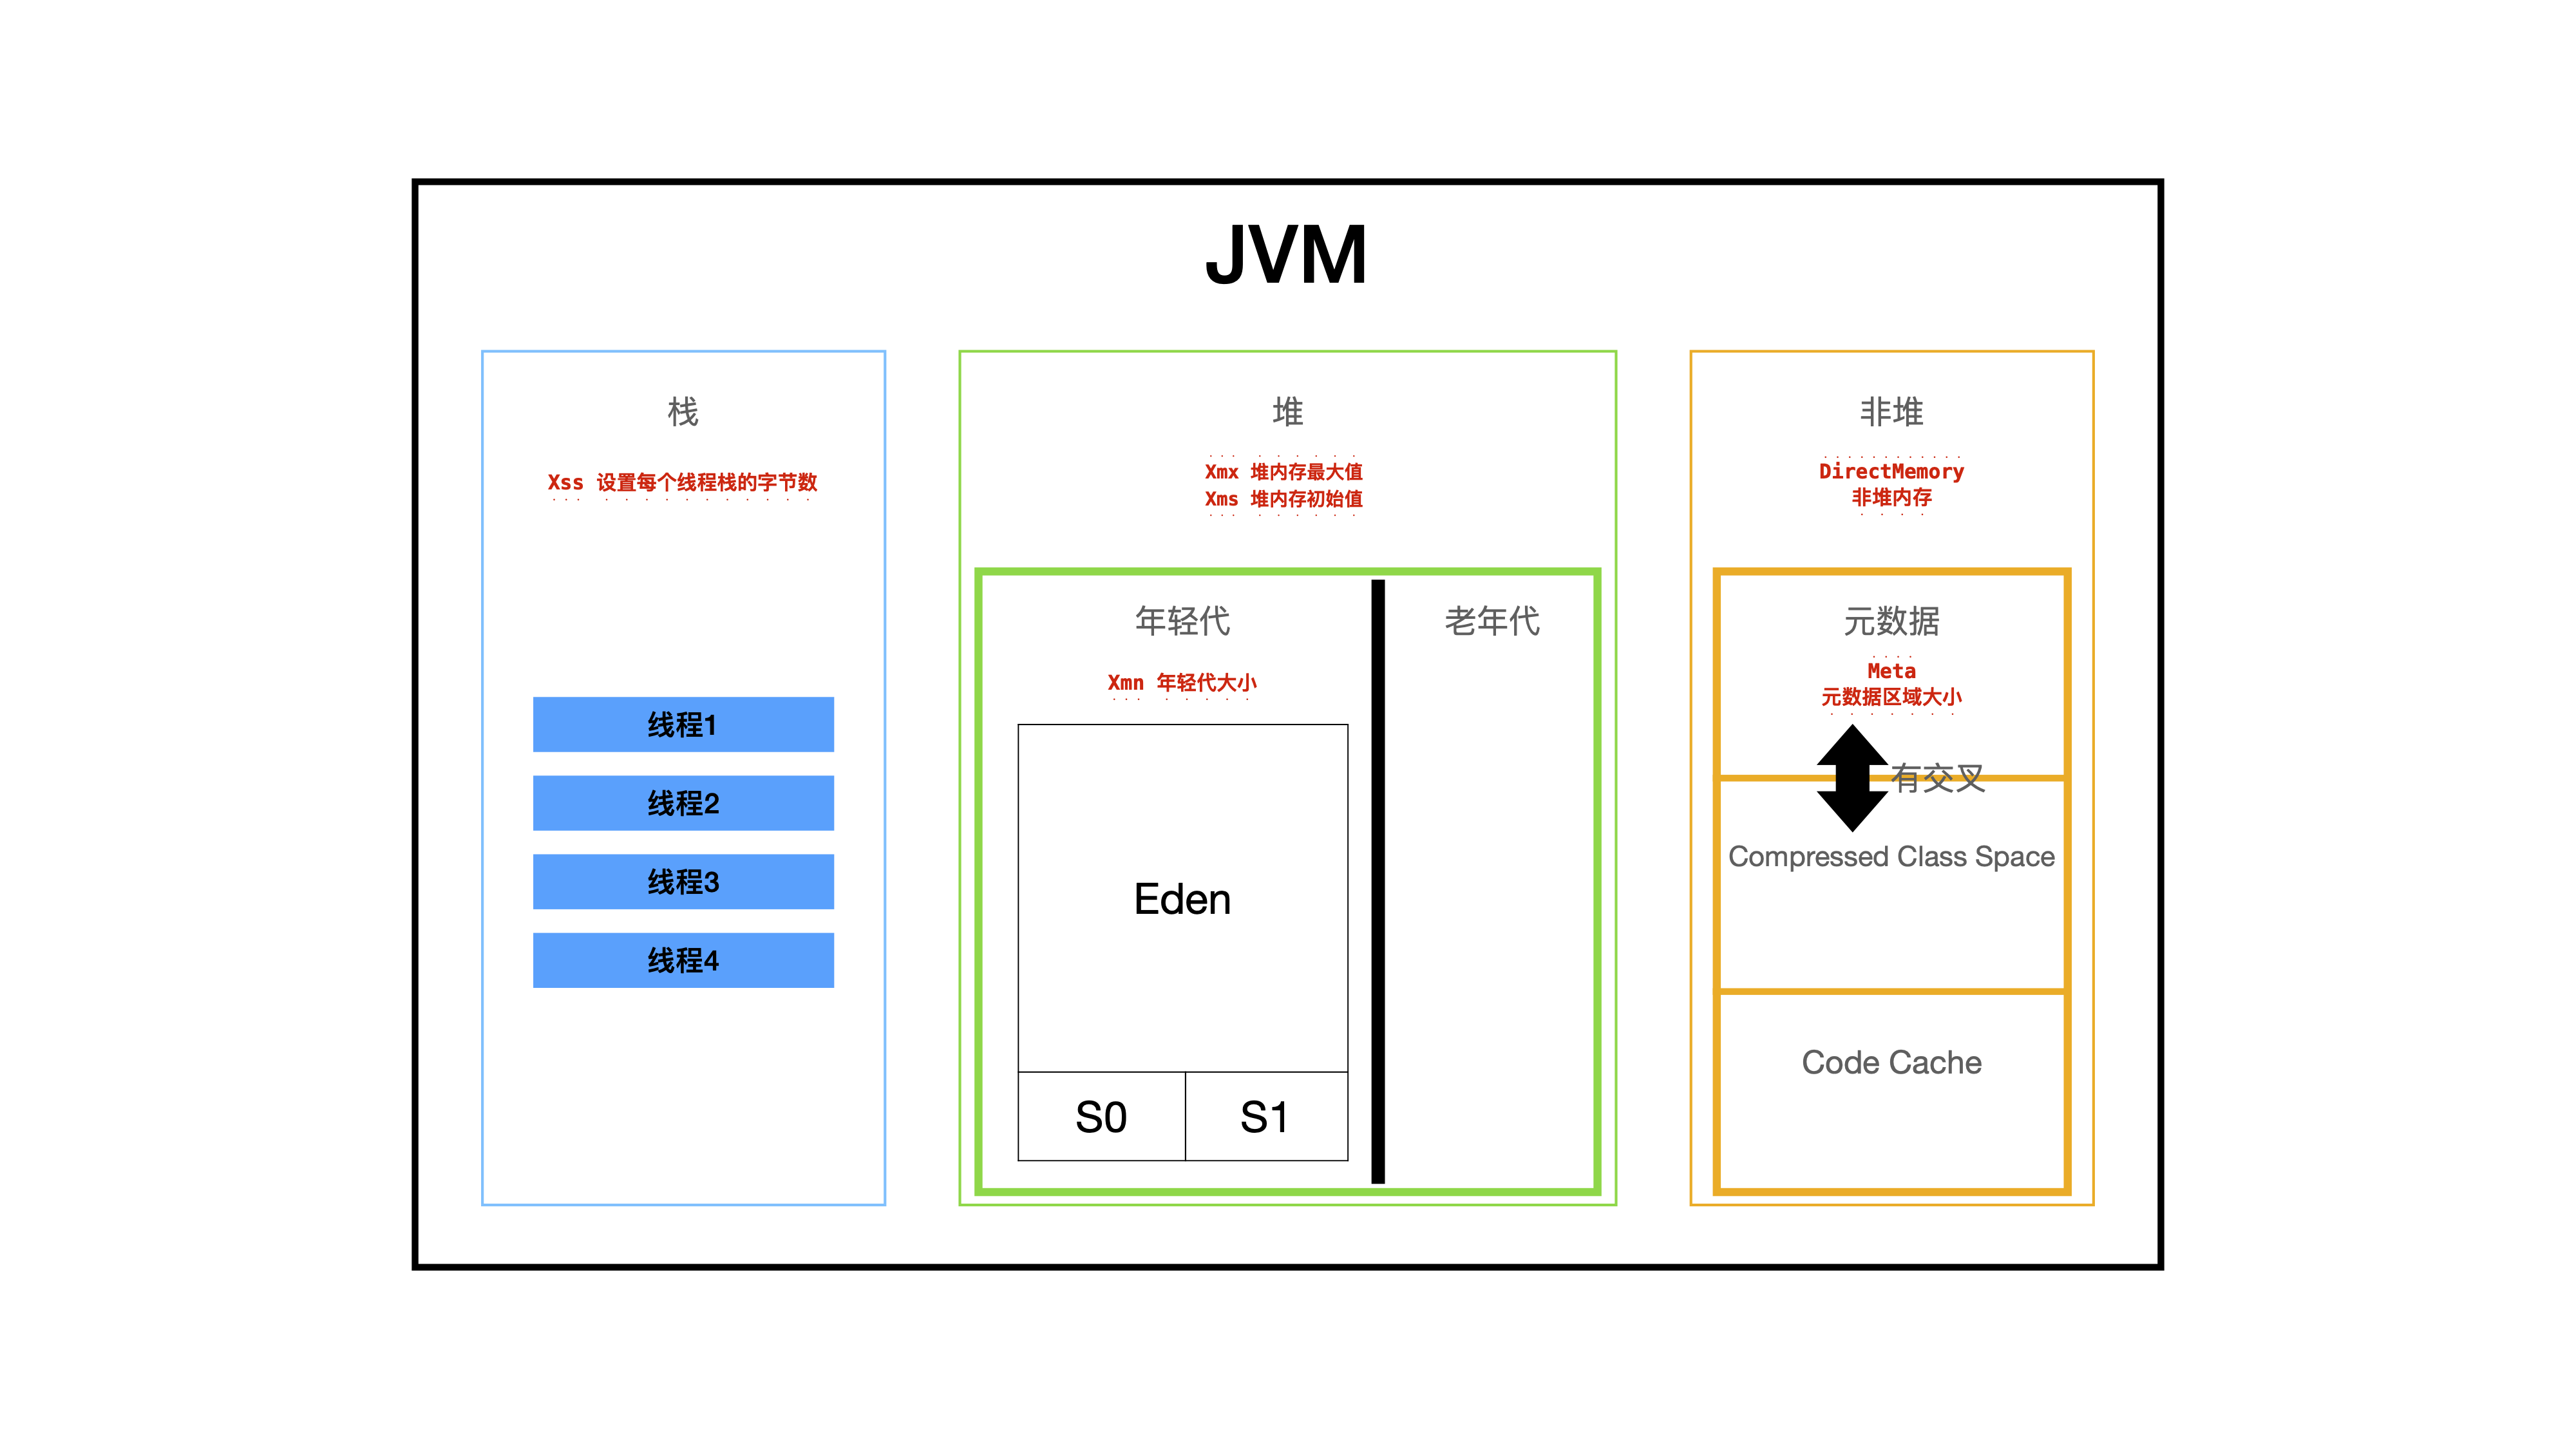 JVM
栈
Xss 设置每个线程栈的字节数
线程1
线程2
线程3
线程4
堆
Xmx 堆内存最大值
Xms 堆内存初始值
年轻代
Xmn 年轻代大小
Eden
S0
S1
老年代
非堆
DirectMemory
非堆内存
元数据
Meta
元数据区域大小
有交叉
Compressed Class Space
Code Cache